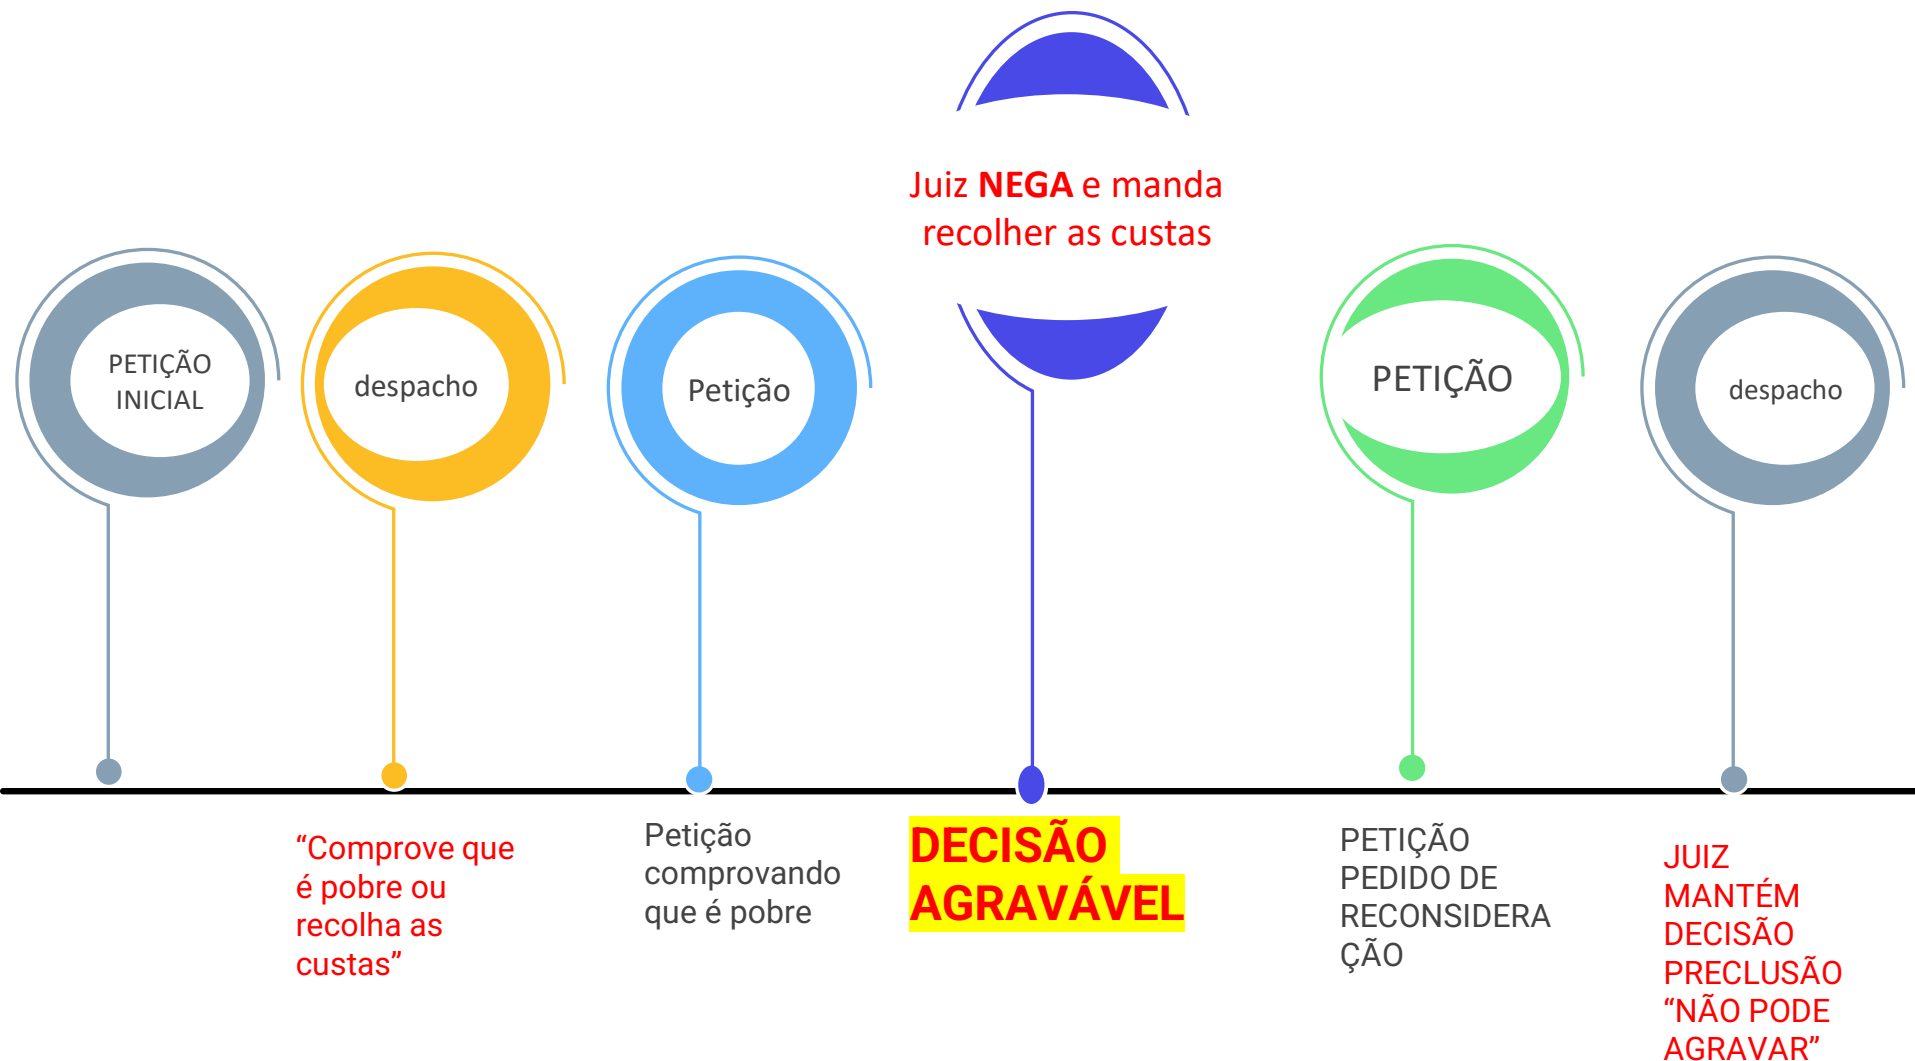 Juiz NEGA e manda
recolher as custas
PETIÇÃO
INICIAL
despacho
Petição
PETIÇÃO
despacho
“Comprove que
é pobre ou
recolha as
custas”
Petição
comprovando
que é pobre
DECISÃO
AGRAVÁVEL
PETIÇÃO
PEDIDO DE
RECONSIDERA
ÇÃO
JUIZ
MANTÉM
DECISÃO
PRECLUSÃO
“NÃO PODE
AGRAVAR”